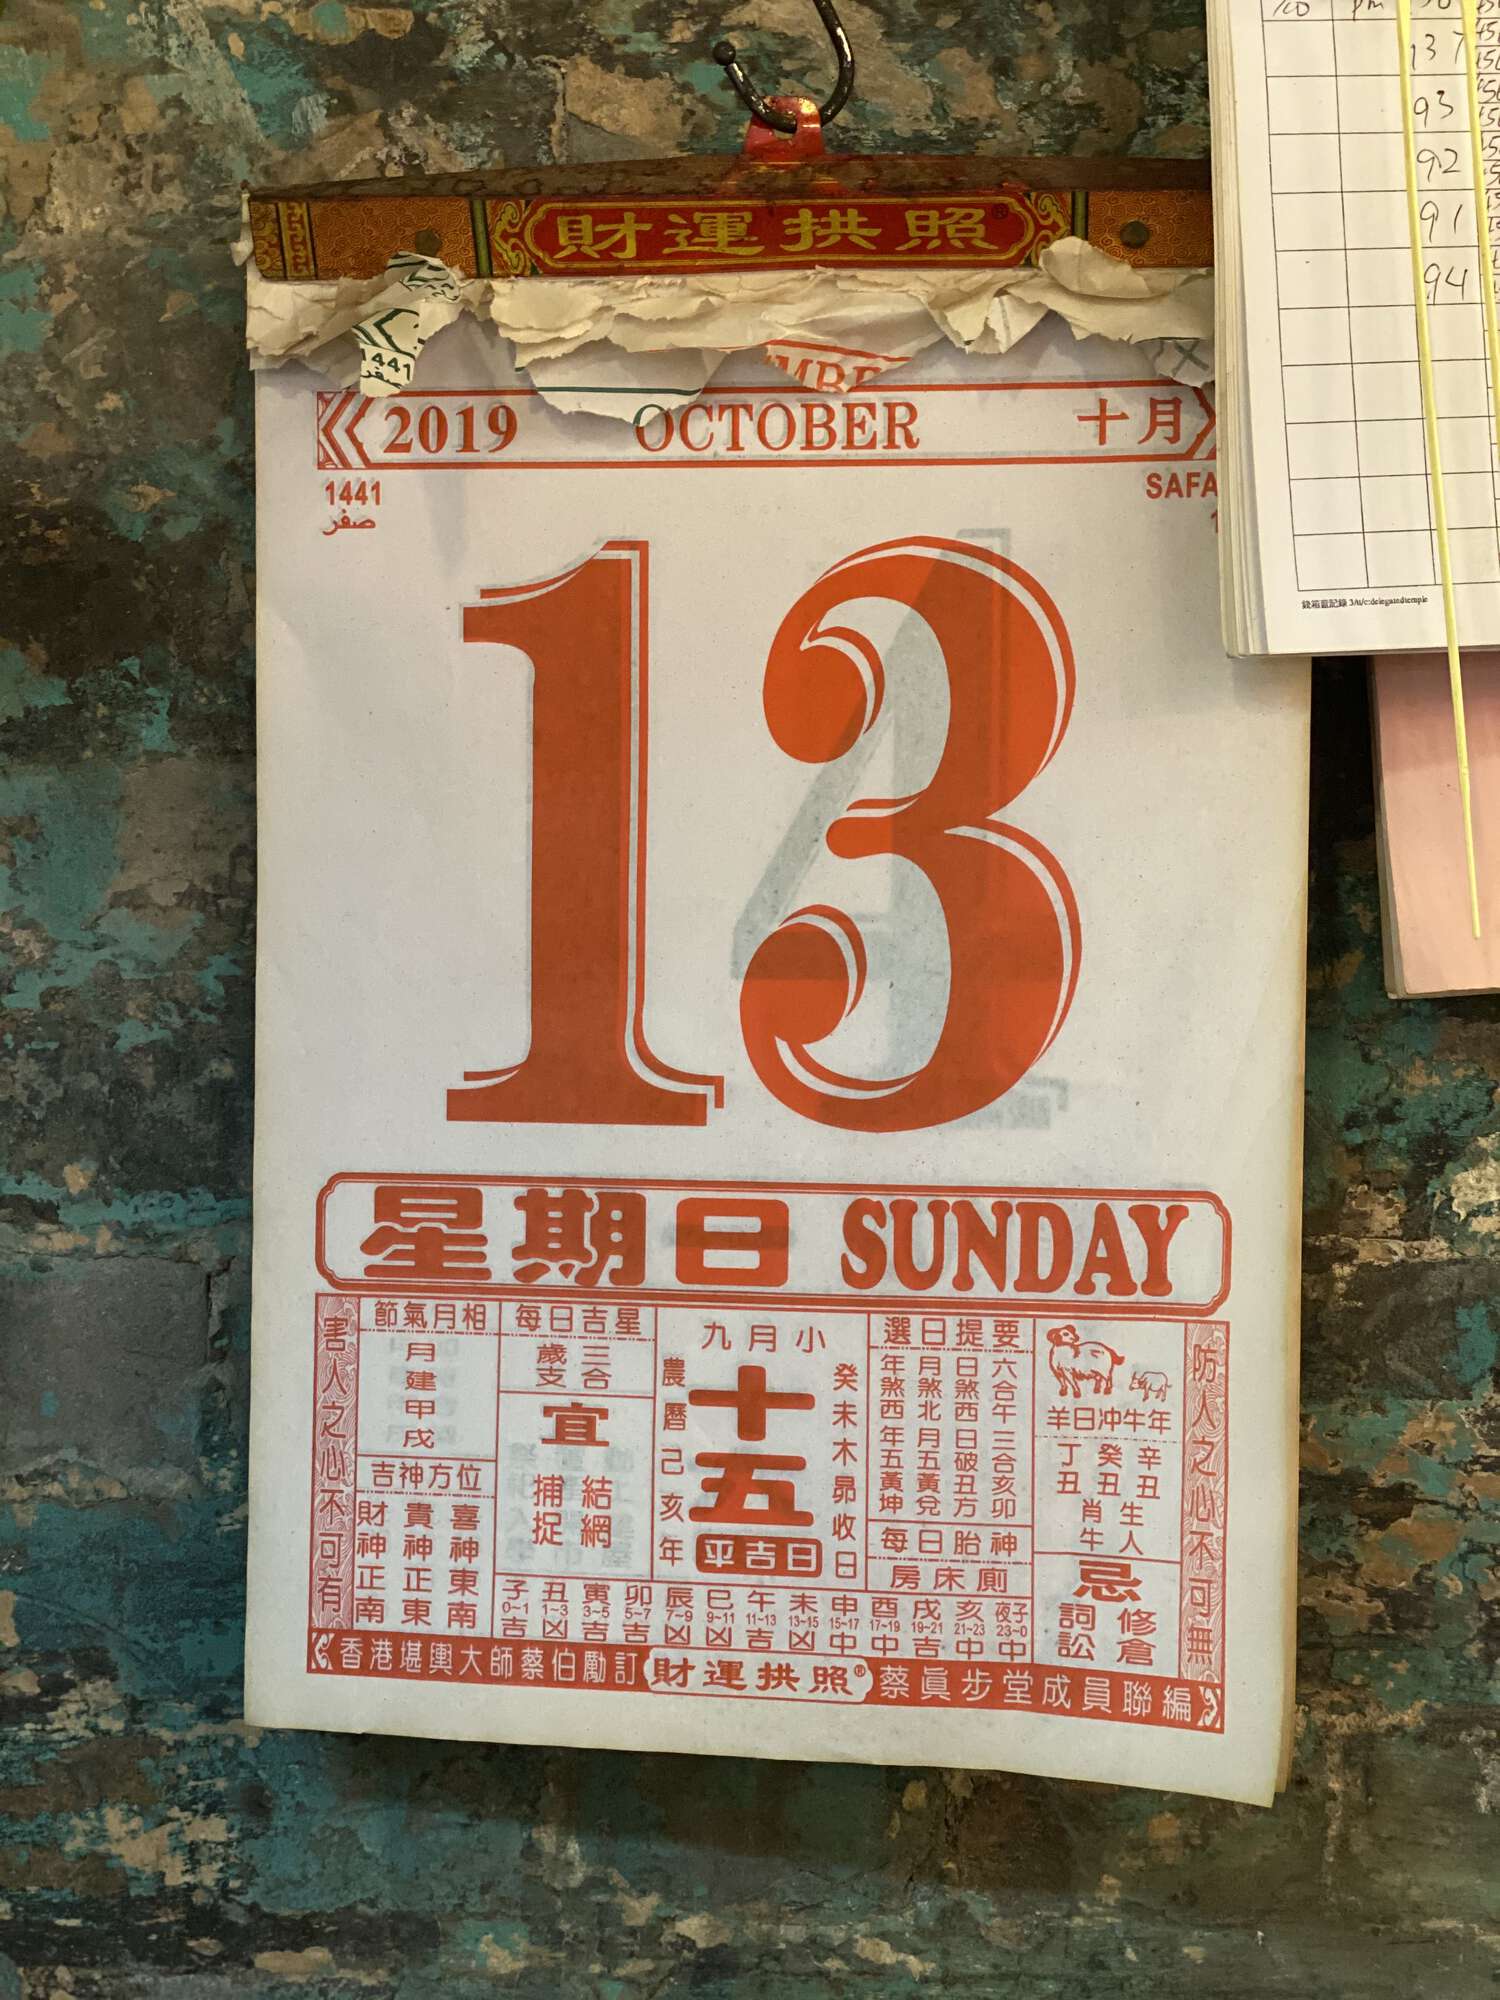 財運拱照®
1441
صفر
2019 OCTOBER 十月
1441
صفر
SAFA
13
星期日 SUNDAY
害人之心不可有
節氣月相
月建甲戌
吉神方位
喜神東南
貴神正東
財神正南
每日吉星
三合
歲支
宜
結網
捕捉
九月小
農曆己亥年
十五
平吉日
癸未木昴收日
選日提要
六合午 三合亥卯
日煞西 日破丑方
月煞北 月五黃兌
年煞西 年五黃坤
每日胎神
房床廁
羊日冲牛年
辛丑
癸丑
丁丑
生人
肖牛
忌
修倉
詞訟
防人之心不可無
子 丑 寅 卯 辰 巳 午 未 申 酉 戌 亥 夜子
0~1 1~3 3~5 5~7 7~9 9~11 11~13 13~15 15~17 17~19 19~21 21~23 23~0
吉 凶 吉 吉 凶 凶 吉 凶 中 中 吉 中 中
香港堪輿大師蔡伯勵訂 財運拱照® 蔡眞步堂成員聯編
pm
137
93
92
91
94